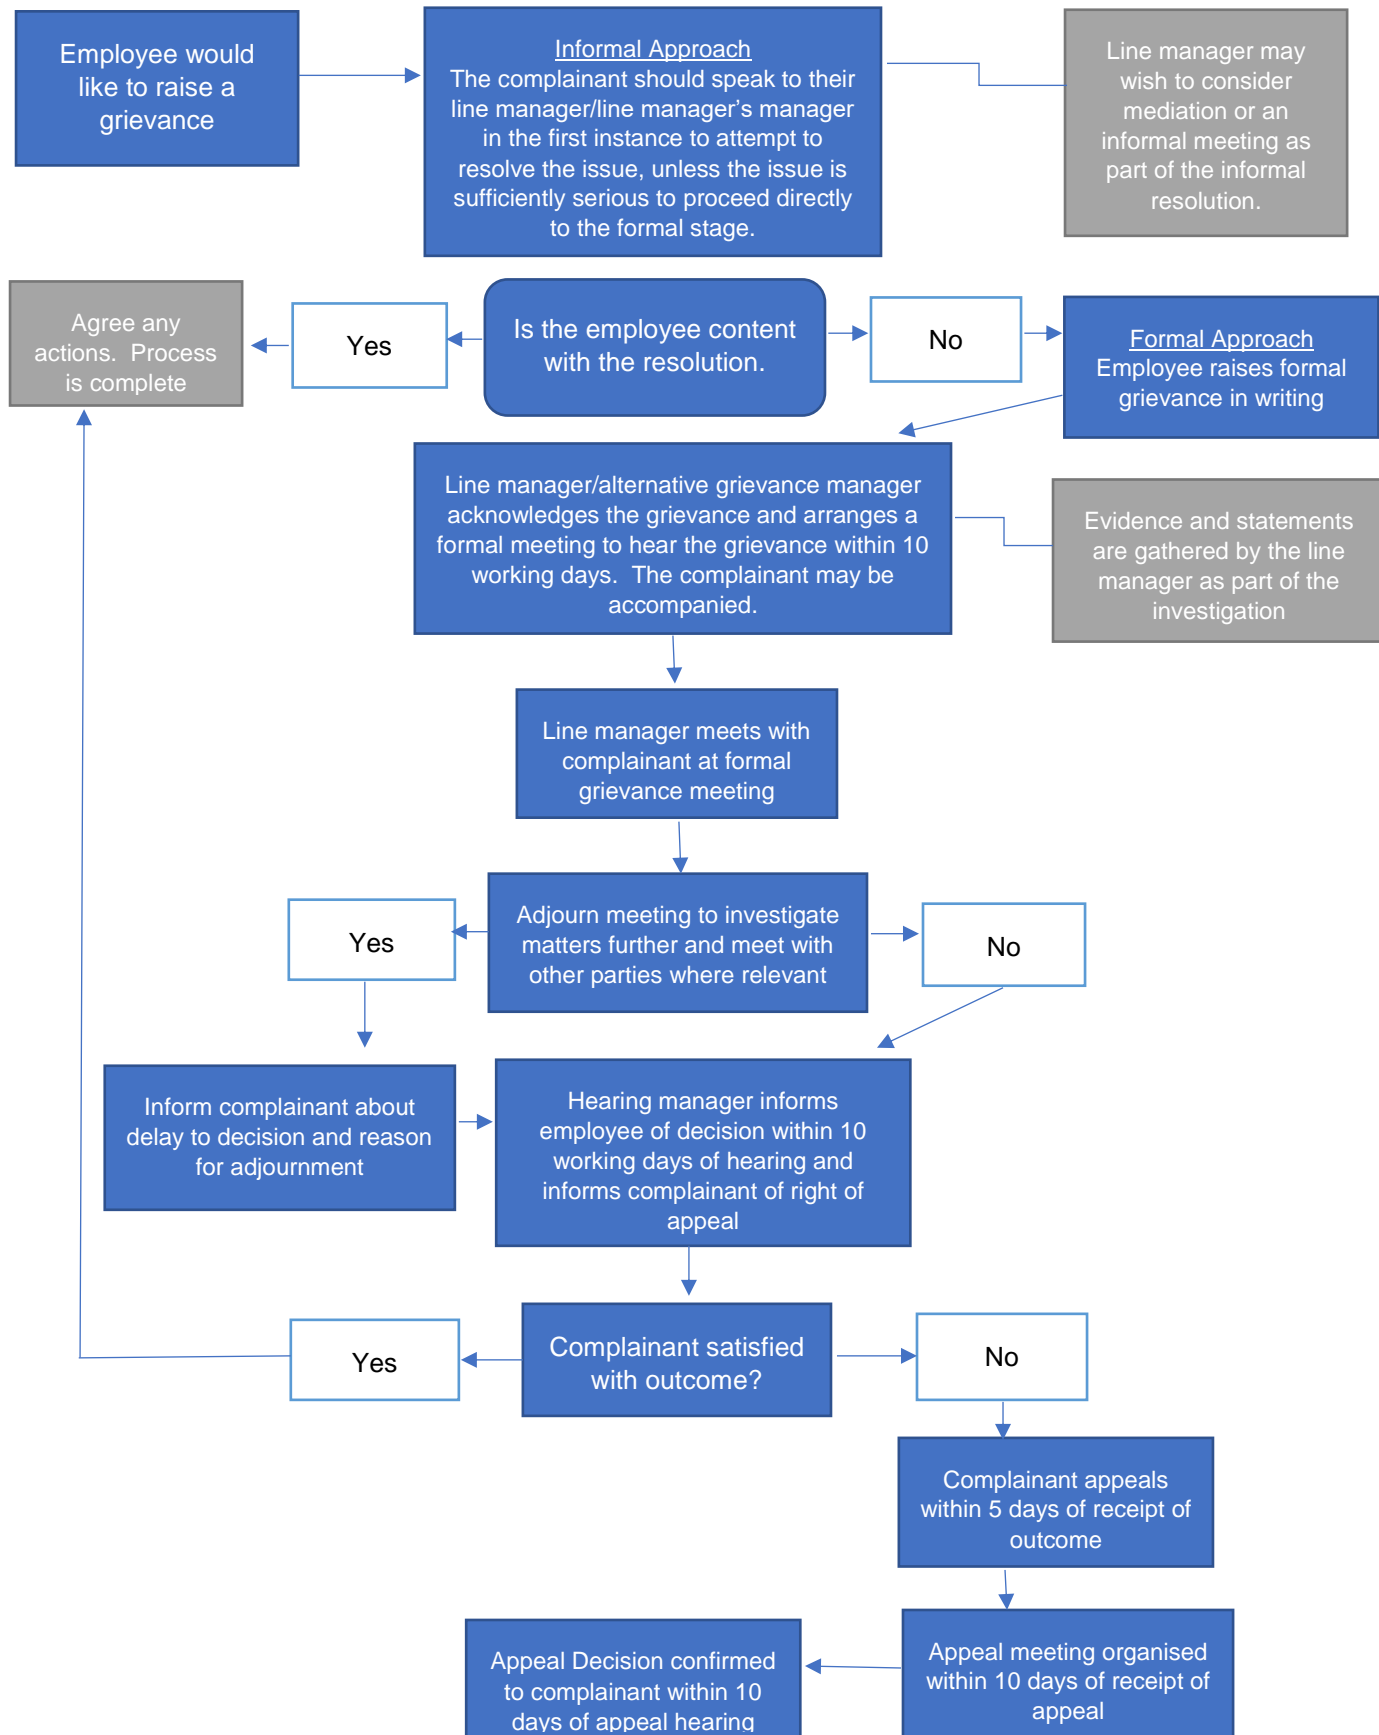 Employee would
like to raise a
grievance
Informal Approach
The complainant should speak to their
line manager/line manager’s manager
in the first instance to attempt to
resolve the issue, unless the issue is
sufficiently serious to proceed directly
to the formal stage.
Line manager may
wish to consider
mediation or an
informal meeting as
part of the informal
resolution.
Agree any
actions.  Process
is complete
Yes
Is the employee content
with the resolution.
No
Formal Approach
Employee raises formal
grievance in writing
Line manager/alternative grievance manager
acknowledges the grievance and arranges a
formal meeting to hear the grievance within 10
working days.  The complainant may be
accompanied.
Evidence and statements
are gathered by the line
manager as part of the
investigation
Line manager meets with
complainant at formal
grievance meeting
Yes
Adjourn meeting to investigate
matters further and meet with
other parties where relevant
No
Inform complainant about
delay to decision and reason
for adjournment
Hearing manager informs
employee of decision within 10
working days of hearing and
informs complainant of right of
appeal
Yes
Complainant satisfied
with outcome?
No
Complainant appeals
within 5 days of receipt of
outcome
Appeal meeting organised
within 10 days of receipt of
appeal
Appeal Decision confirmed
to complainant within 10
days of appeal hearing